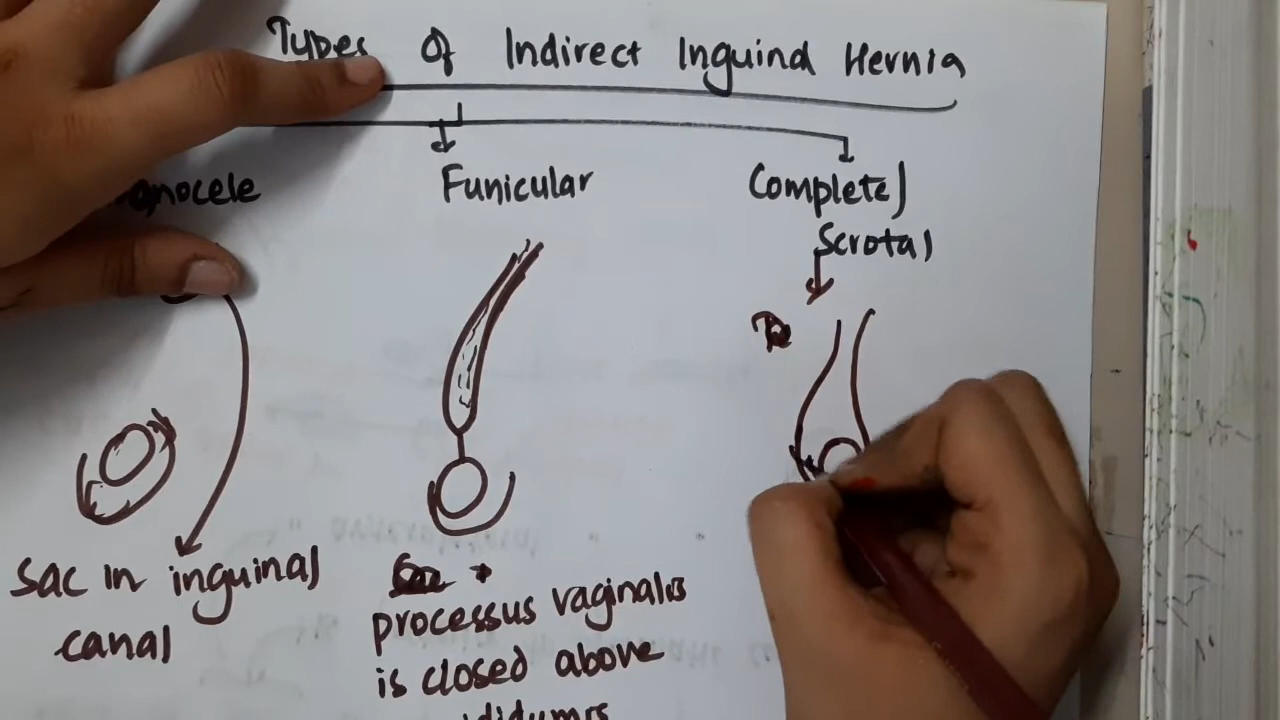 Types Of Indirect Inguinal Hernia
Funicular
Complete/
Scrotal
Sac in inguinal
canal
processus vaginalis
is closed above